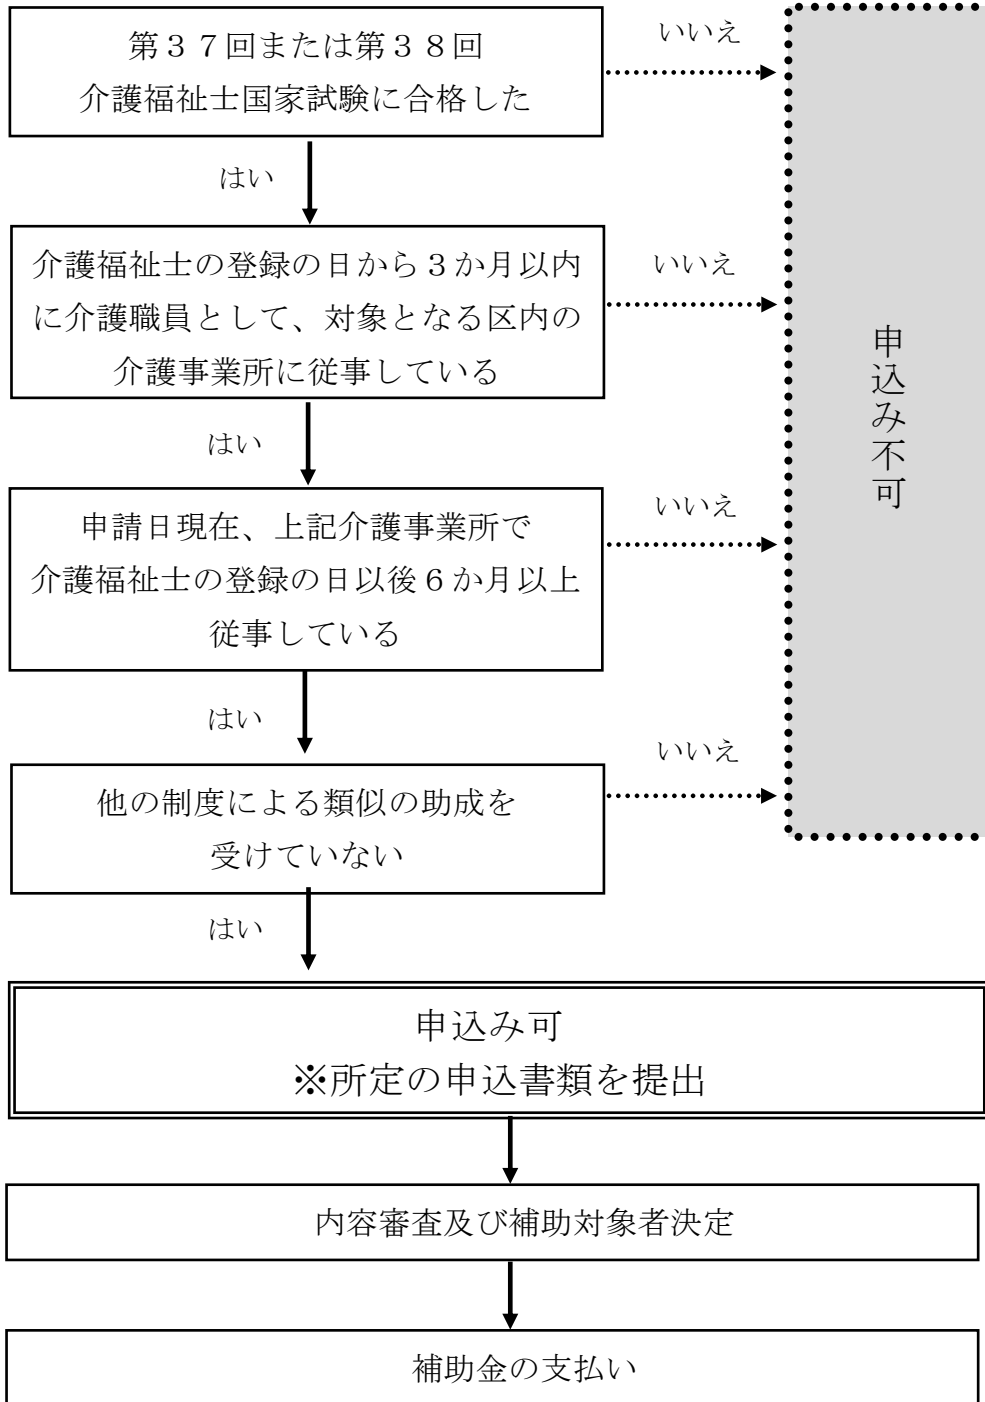 第３７回または第３８回
介護福祉士国家試験に合格した
いいえ
はい
介護福祉士の登録の日から３か月以内
に介護職員として、対象となる区内の
介護事業所に従事している
いいえ
はい
申請日現在、上記介護事業所で
介護福祉士の登録の日以後６か月以上
従事している
いいえ
はい
他の制度による類似の助成を
受けていない
いいえ
はい
申込み不可
申込み可
※所定の申込書類を提出
内容審査及び補助対象者決定
補助金の支払い